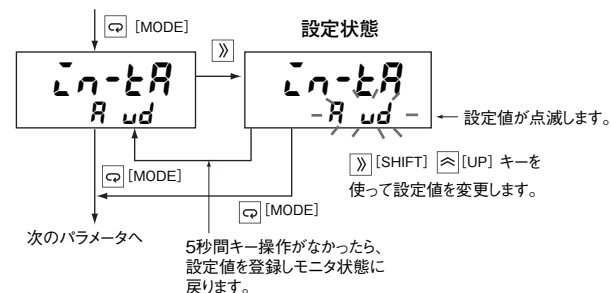 [MODE]
設定状態
in-tA
A ud
in-tA
A ud
設定値が点滅します。
[MODE]
[SHIFT] [UP] キーを
使って設定値を変更します。
[MODE]
次のパラメータへ
5秒間キー操作がなかったら、
設定値を登録しモニタ状態に
戻ります。